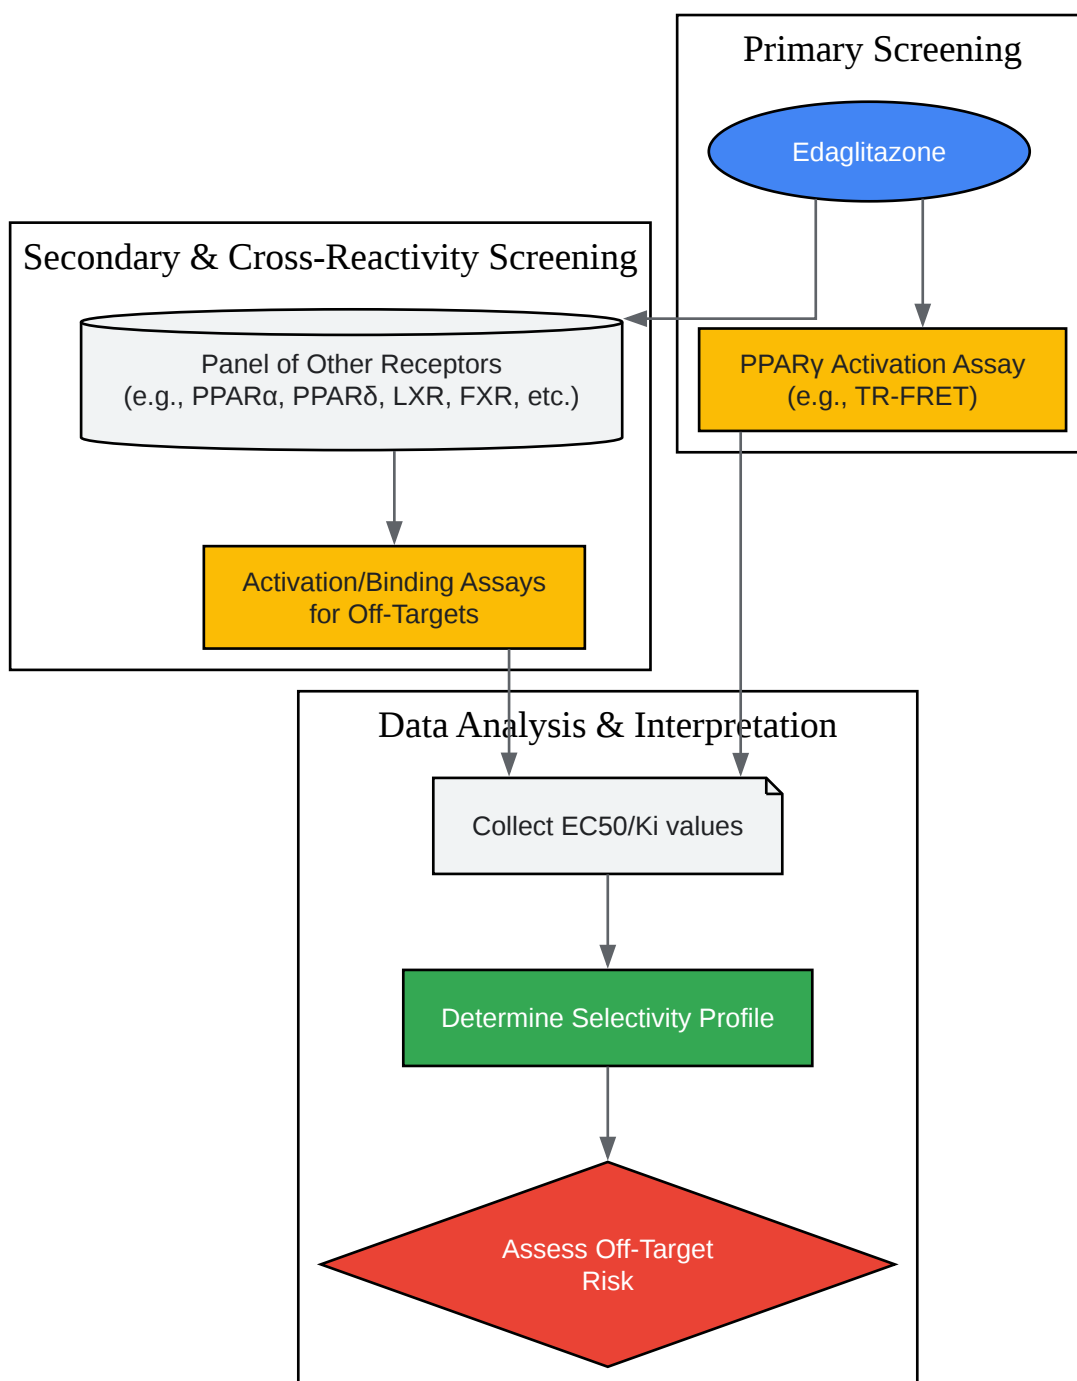 Primary Screening
Edaglitazone
PPARγ Activation Assay
(e.g., TR-FRET)
Secondary & Cross-Reactivity Screening
Panel of Other Receptors
(e.g., PPARα, PPARδ, LXR, FXR, etc.)
Activation/Binding Assays
for Off-Targets
Data Analysis & Interpretation
Collect EC50/Ki values
Determine Selectivity Profile
Assess Off-Target
Risk